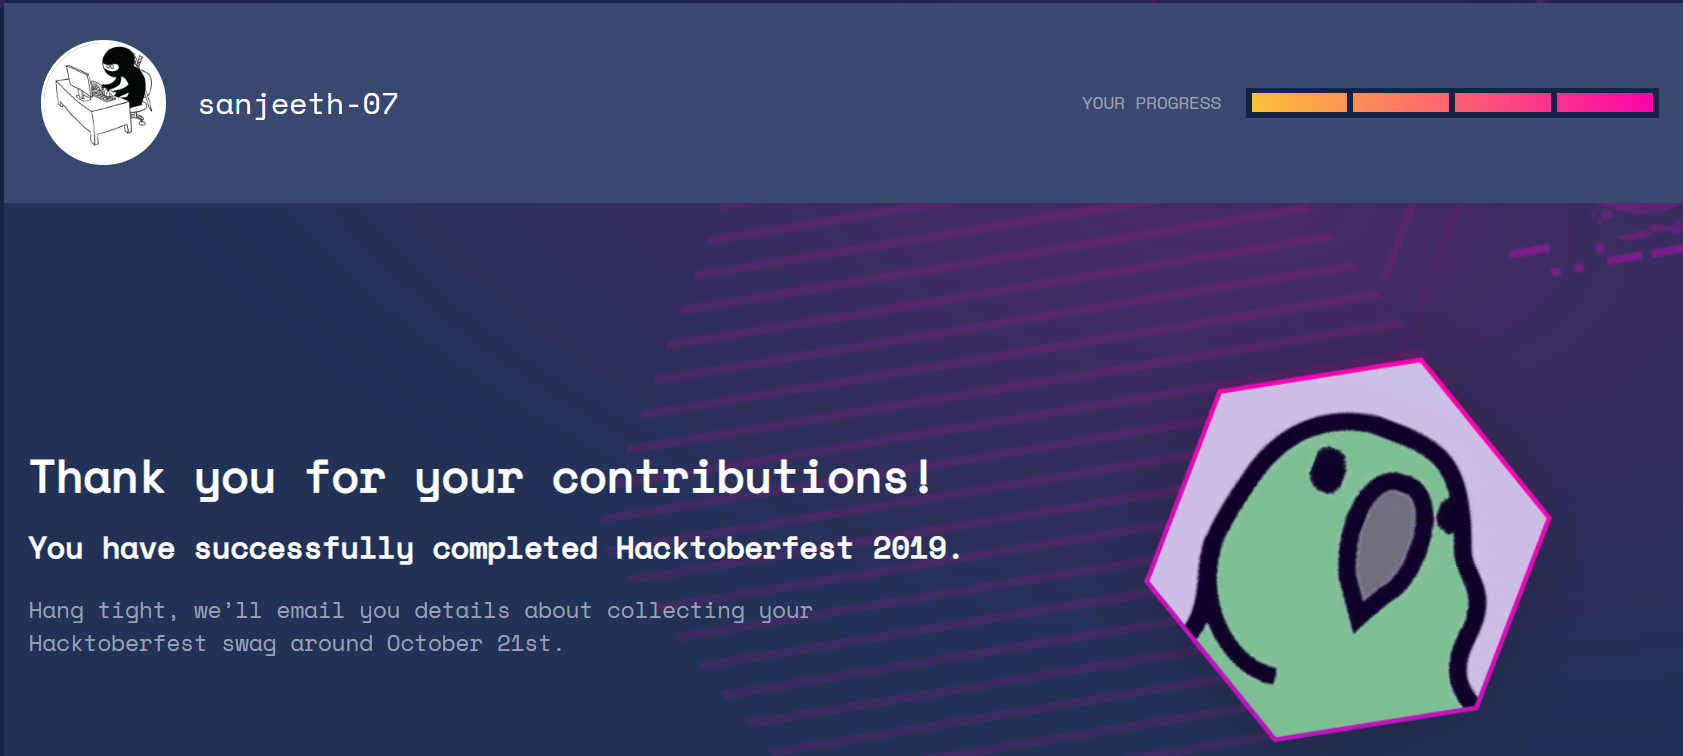 sanjeeth-07
YOUR PROGRESS
Thank you for your contributions!
You have successfully completed Hacktoberfest 2019.
Hang tight, we’ll email you details about collecting your
Hacktoberfest swag around October 21st.